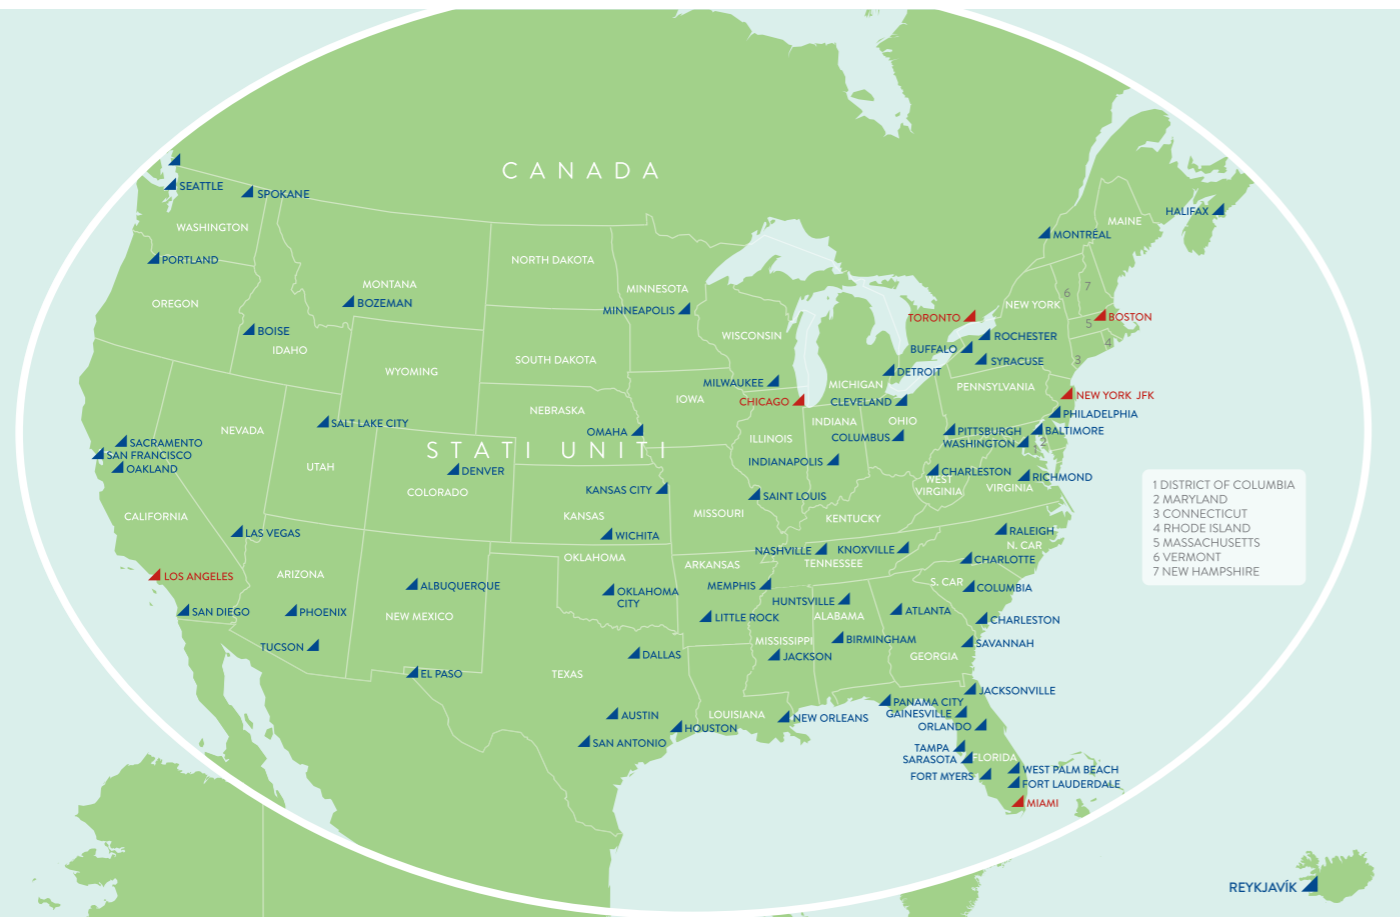 CANADA
SEATTLE
SPOKANE
WASHINGTON
HALIFAX
MAINE
MONTRÉAL
PORTLAND
NORTH DAKOTA
MONTANA
MINNESOTA
BOZEMAN
OREGON
6
7
NEW YORK
MINNEAPOLIS
TORONTO
BOSTON
5
BOISE
WISCONSIN
ROCHESTER
4
IDAHO
BUFFALO
SOUTH DAKOTA
SYRACUSE
3
WYOMING
DETROIT
MILWAUKEE
MICHIGAN
PENNSYLVANIA
NEW YORK JFK
IOWA
CHICAGO
CLEVELAND
NEBRASKA
PHILADELPHIA
SALT LAKE CITY
INDIANA
OHIO
NEVADA
OMAHA
PITTSBURGH
BALTIMORE
ILLINOIS
COLUMBUS
SACRAMENTO
WASHINGTON
2
1
STATI UNITI
SAN FRANCISCO
INDIANAPOLIS
OAKLAND
UTAH
DENVER
CHARLESTON
RICHMOND
WEST
VIRGINIA
VIRGINIA
COLORADO
KANSAS CITY
SAINT LOUIS
1 DISTRICT OF COLUMBIA
2 MARYLAND
3 CONNECTICUT
4 RHODE ISLAND
5 MASSACHUSETTS
6 VERMONT
7 NEW HAMPSHIRE
CALIFORNIA
KANSAS
MISSOURI
KENTUCKY
LAS VEGAS
WICHITA
RALEIGH
N. CAR
NASHVILLE
KNOXVILLE
OKLAHOMA
ARKANSAS
TENNESSEE
CHARLOTTE
LOS ANGELES
ARIZONA
ALBUQUERQUE
OKLAHOMA
CITY
MEMPHIS
S. CAR
COLUMBIA
HUNTSVILLE
SAN DIEGO
PHOENIX
NEW MEXICO
LITTLE ROCK
ALABAMA
ATLANTA
CHARLESTON
TUCSON
MISSISSIPPI
BIRMINGHAM
SAVANNAH
DALLAS
JACKSON
GEORGIA
EL PASO
TEXAS
JACKSONVILLE
PANAMA CITY
AUSTIN
LOUISIANA
NEW ORLEANS
GAINESVILLE
HOUSTON
ORLANDO
SAN ANTONIO
TAMPA
SARASOTA
FLORIDA
FORT MYERS
WEST PALM BEACH
FORT LAUDERDALE
MIAMI
REYKJAVÍK